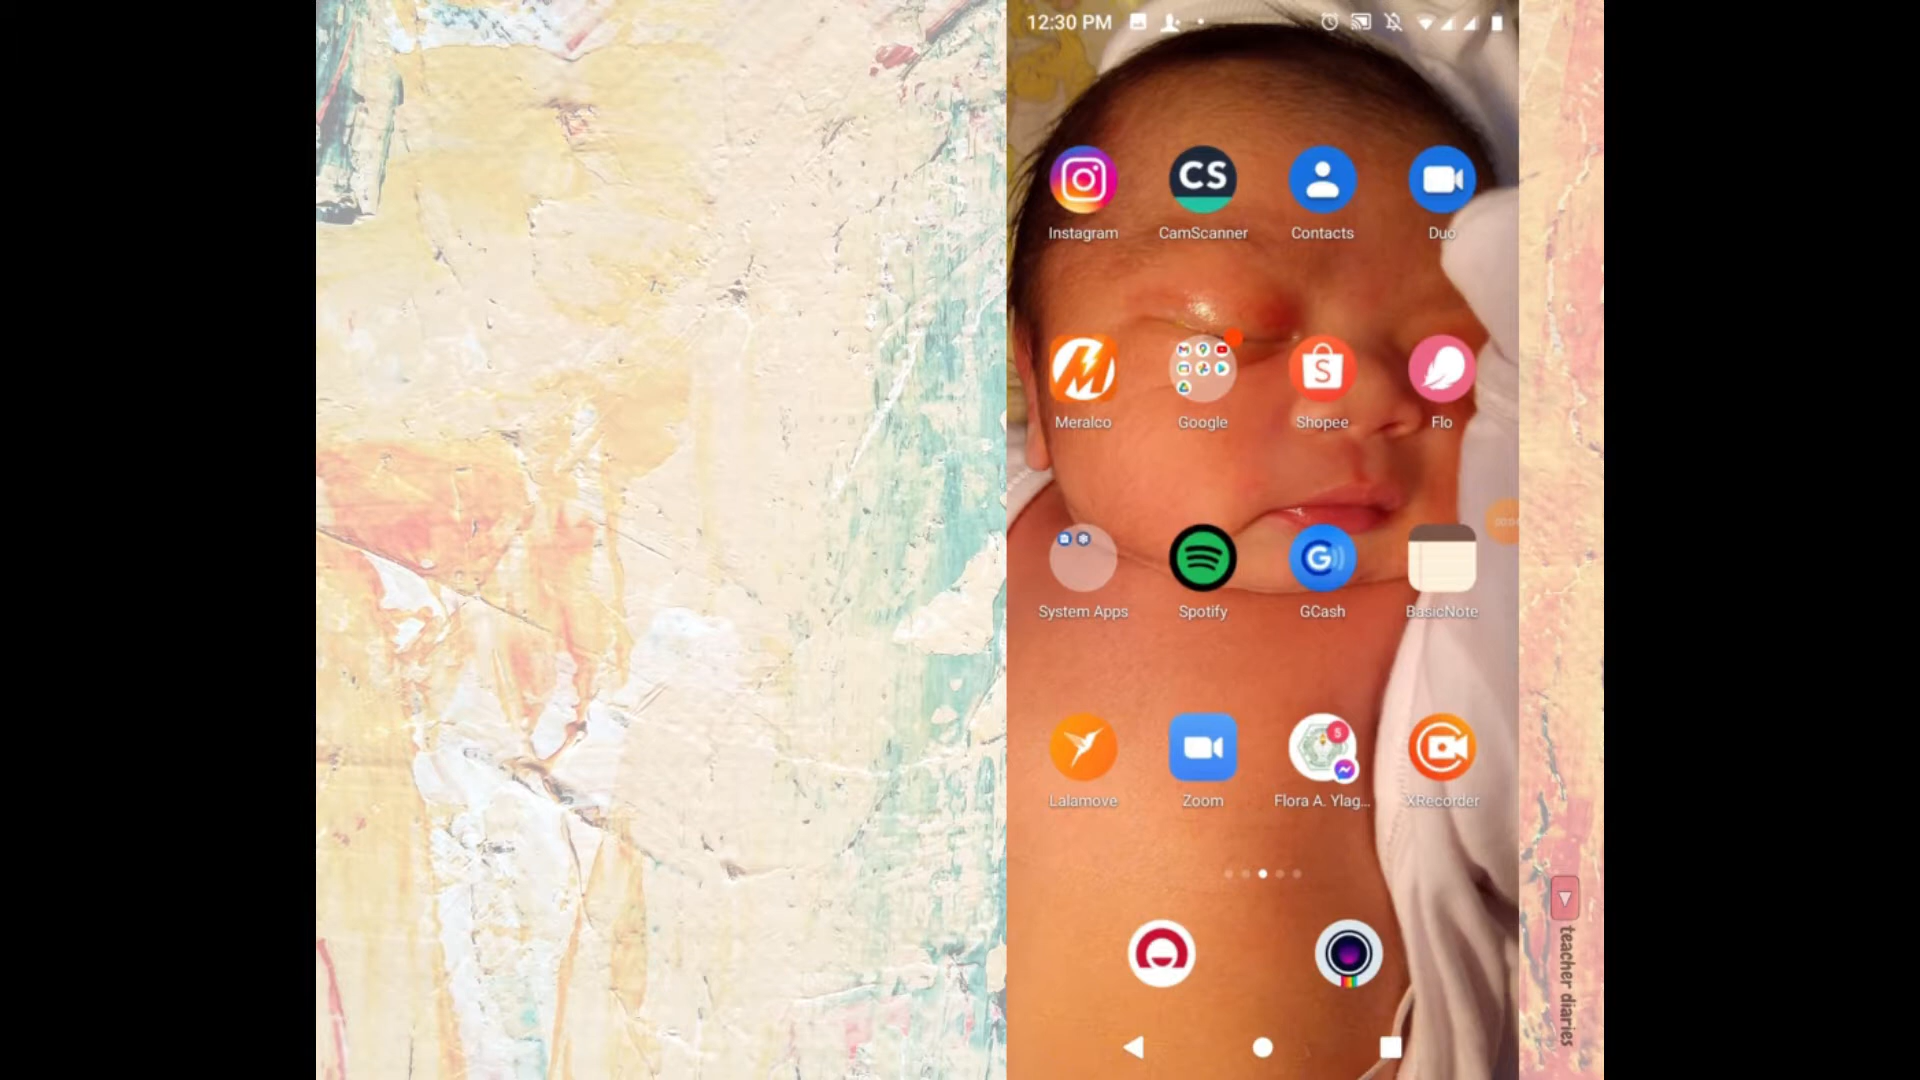 12:30 PM
CS
Instagram
CamScanner
Contacts
Duo
S
Meralco
Google
Shopee
Flo
G
System Apps
Spotify
GCash
BasicNote
5
Lalamove
Zoom
Flora A. Ylag...
XRecorder
teacher diaries